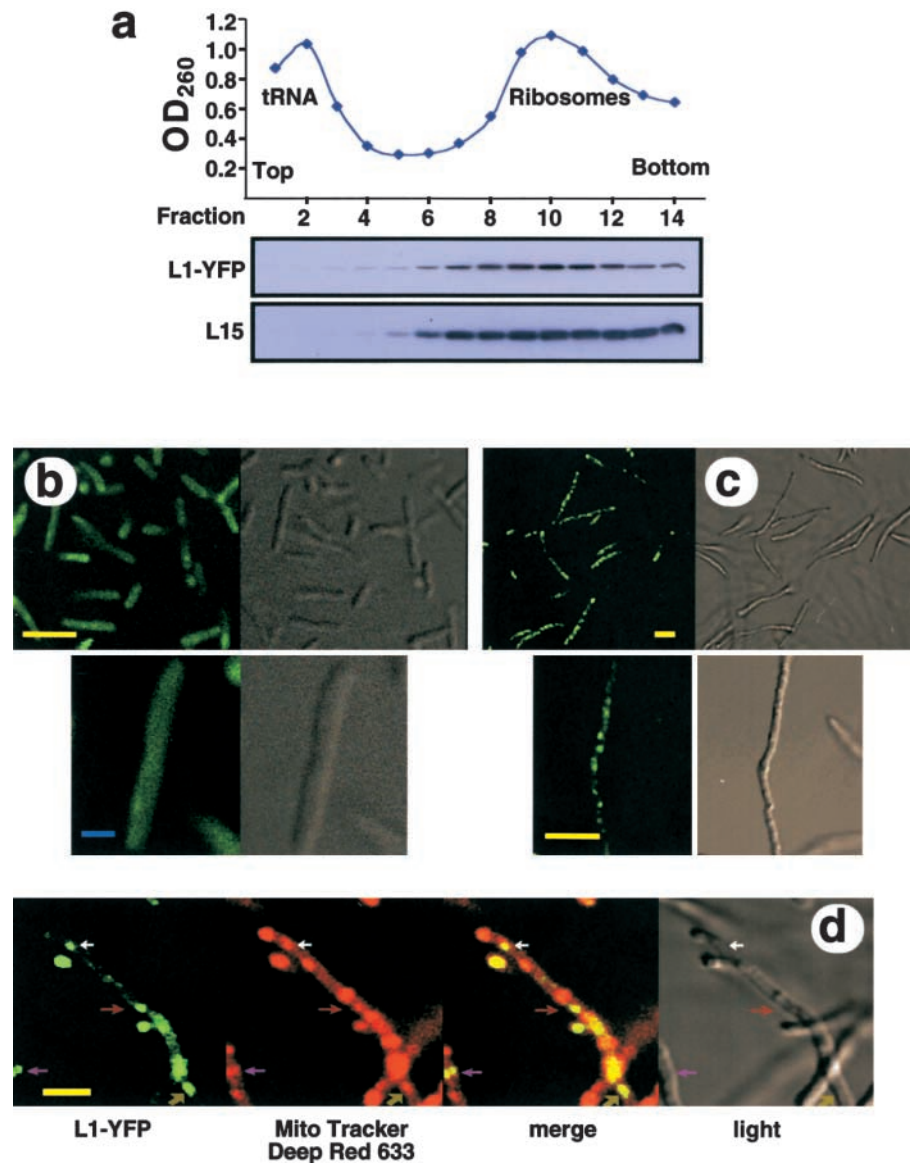 a
OD260
1.2
1.0
0.8
0.6
0.4
0.2
tRNA
Ribosomes
Top
Bottom
Fraction 2 4 6 8 10 12 14
L1-YFP
L15
b
c
d
L1-YFP
Mito Tracker
Deep Red 633
merge
light